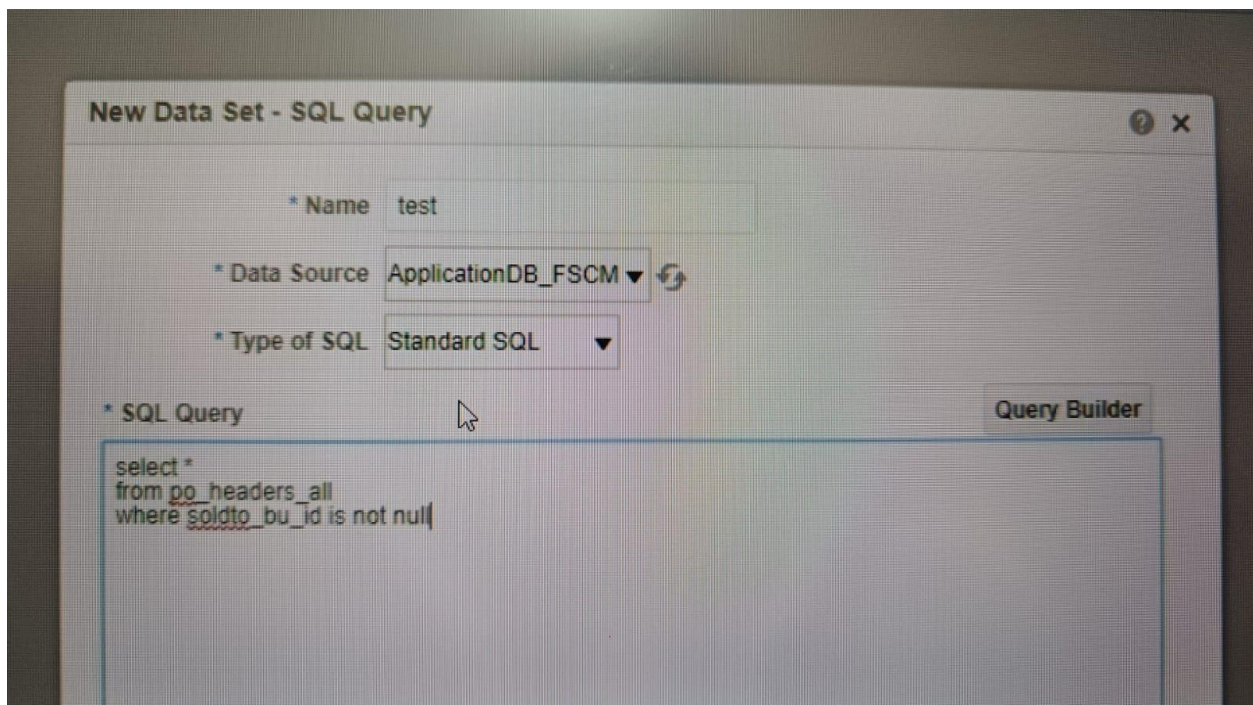 New Data Set - SQL Query
? ×
* Name test
* Data Source ApplicationDB_FSCM
* Type of SQL Standard SQL
* SQL Query
Query Builder
select *
from po_headers_all
where soldto_bu_id is not null